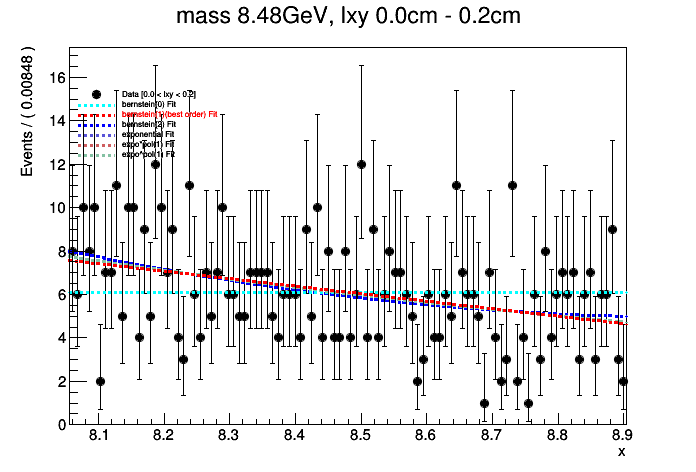 mass 8.48GeV, lxy 0.0cm - 0.2cm
Events / ( 0.00848 )
16
14
12
10
8
6
4
2
0
Data [0.0 < lxy < 0.2]
bernstein[0] Fit
bernstein[1](best order) Fit
bernstein[2] Fit
exponential Fit
expo*pol(1) Fit
expo*pol(1) Fit
8.1 8.2 8.3 8.4 8.5 8.6 8.7 8.8 8.9
x